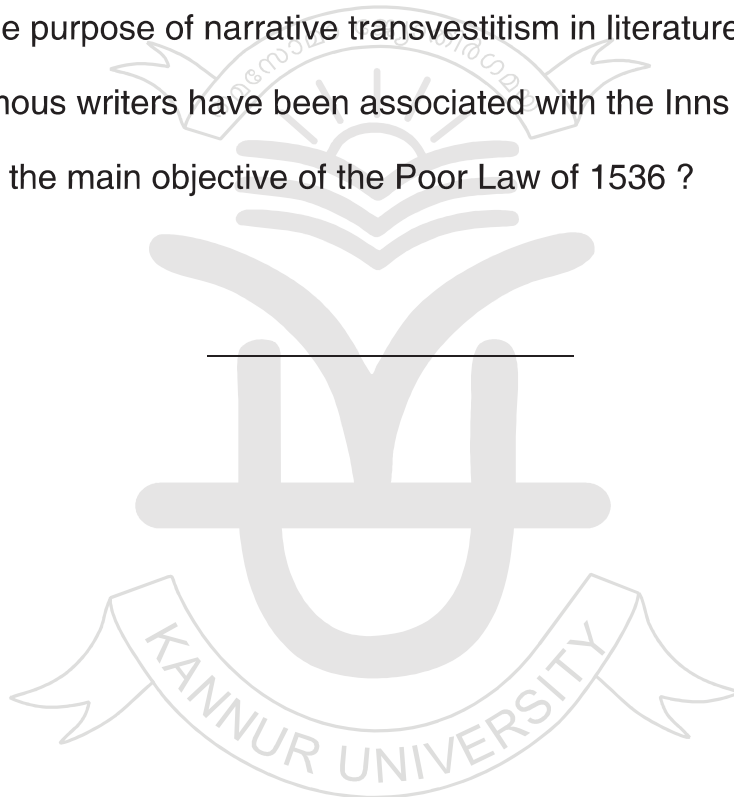 e purpose of narrative transvestitism in literature
nous writers have been associated with the Inns
the main objective of the Poor Law of 1536 ?
KANNUR UNIVERSITY